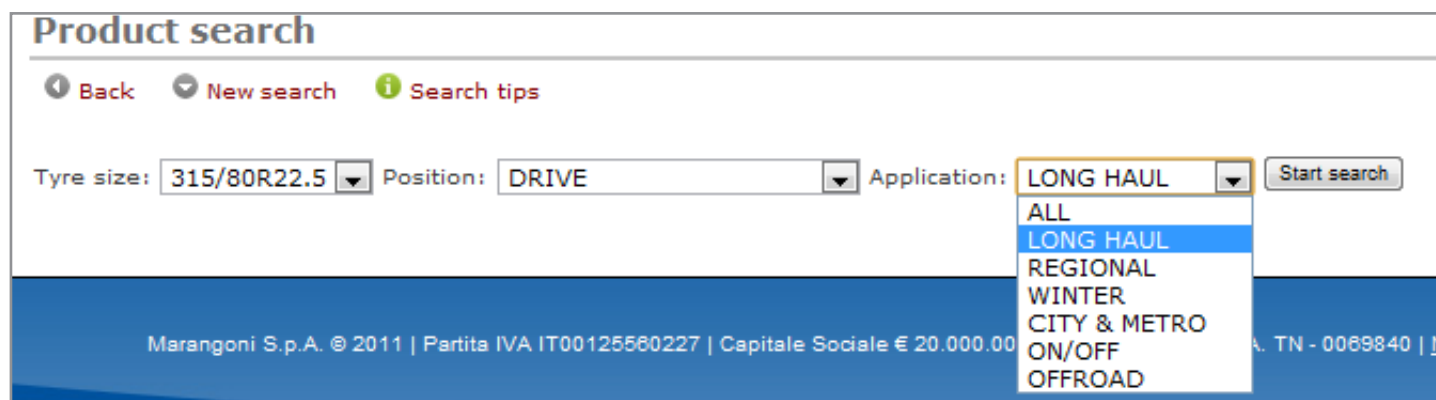 Product search
Back New search Search tips
Tyre size: 315/80R22.5 Position: DRIVE Application: LONG HAUL Start search
ALL
LONG HAUL
REGIONAL
WINTER
CITY & METRO
ON/OFF
OFFROAD
Marangoni S.p.A. © 2011 | Partita IVA IT00125560227 | Capitale Sociale € 20.000.00 A. TN - 0069840 |